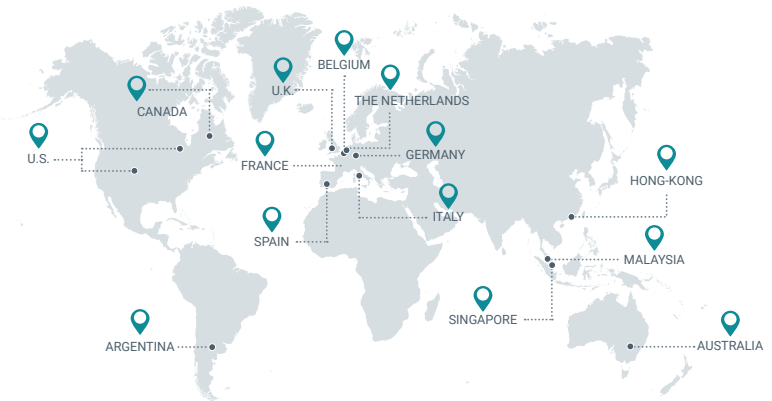 BELGIUM
U.K.
THE NETHERLANDS
CANADA
U.S.
FRANCE
GERMANY
HONG-KONG
ITALY
SPAIN
MALAYSIA
SINGAPORE
ARGENTINA
AUSTRALIA